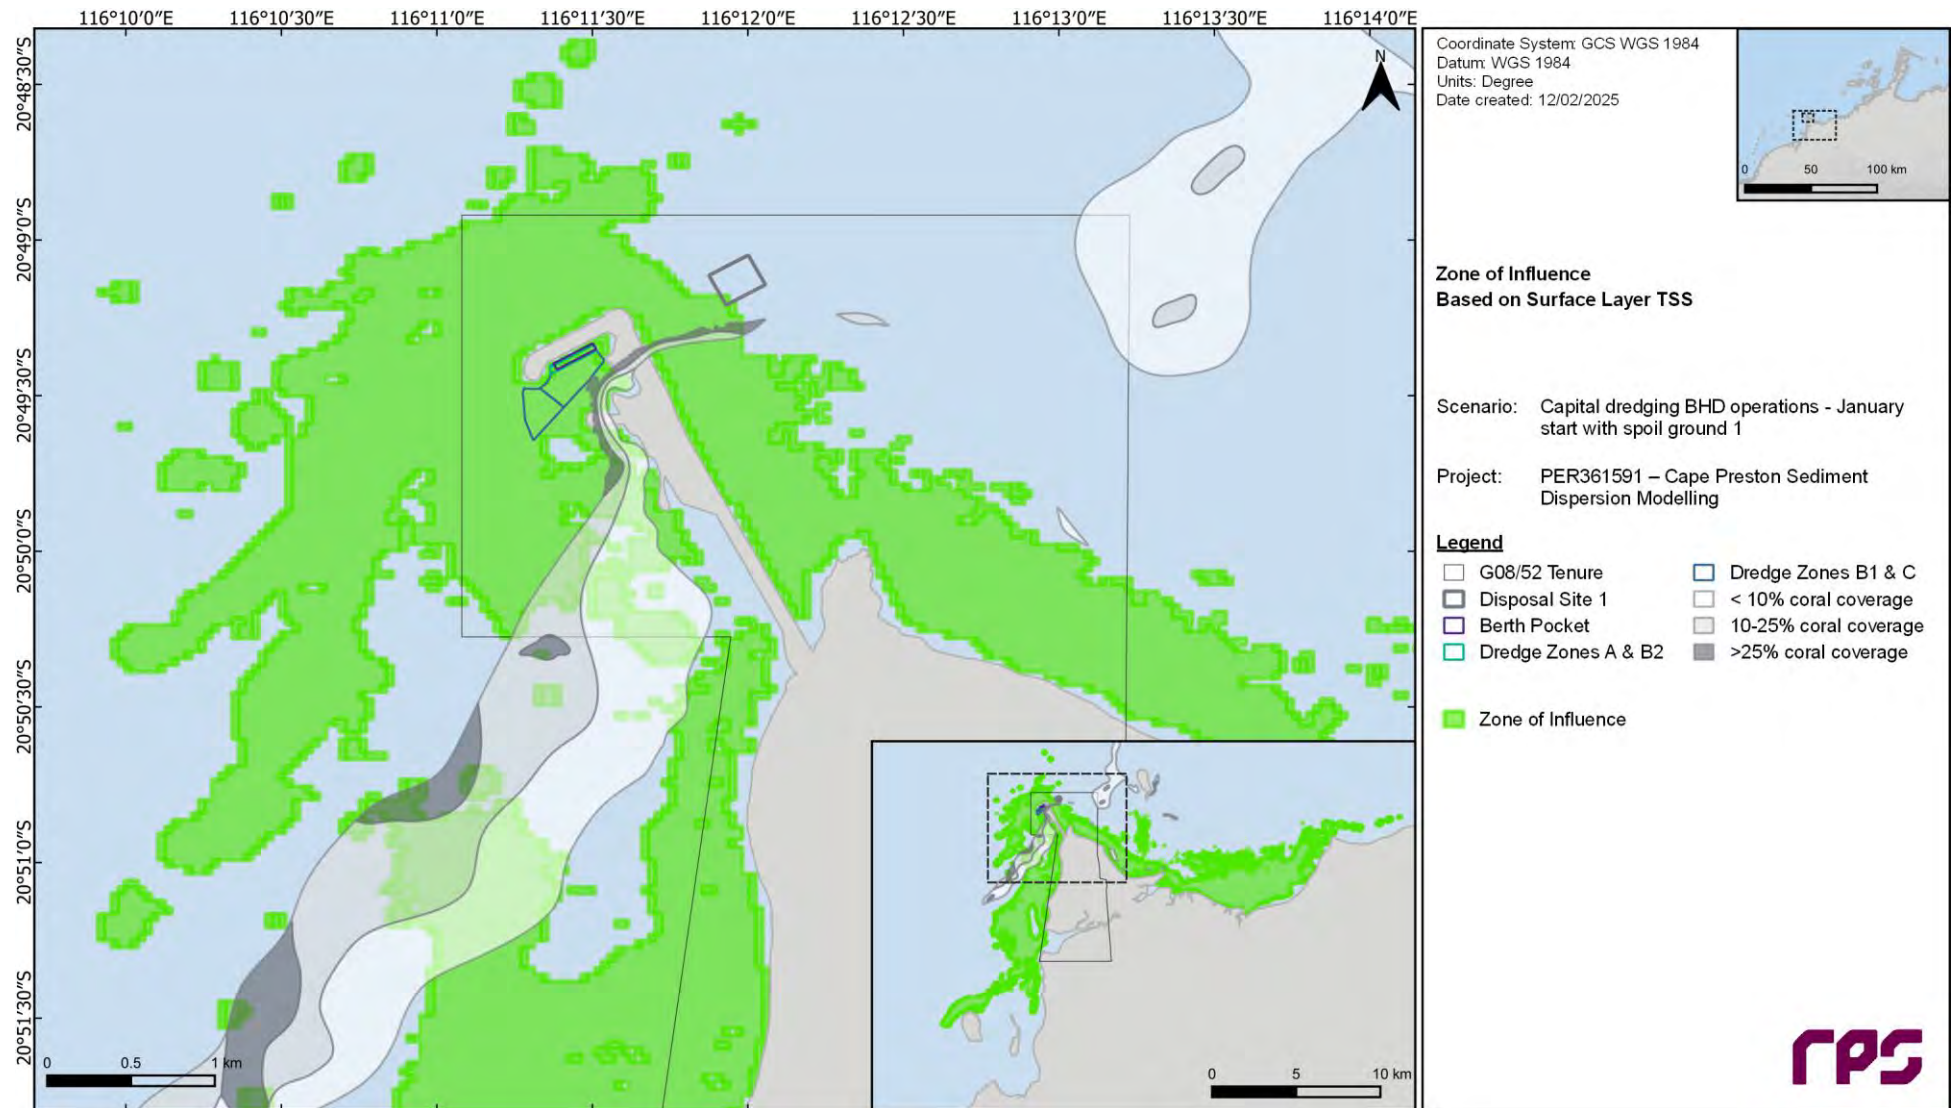 116°10'0"E 116°10'30"E 116°11'0"E 116°11'30"E 116°12'0"E 116°12'30"E 116°13'0"E 116°13'30"E 116°14'0"E
20°48'30"S
20°49'0"S
20°49'30"S
20°50'0"S
20°50'30"S
20°51'0"S
20°51'30"S
N
0 0.5 1 km
0 5 10 km
Coordinate System: GCS WGS 1984
Datum: WGS 1984
Units: Degree
Date created: 12/02/2025
0 50 100 km
Zone of Influence
Based on Surface Layer TSS
Scenario: Capital dredging BHD operations - January
start with spoil ground 1
Project: PER361591 – Cape Preston Sediment
Dispersion Modelling
Legend
G08/52 Tenure
Disposal Site 1
Berth Pocket
Dredge Zones A & B2
Dredge Zones B1 & C
< 10% coral coverage
10-25% coral coverage
>25% coral coverage
Zone of Influence
rps